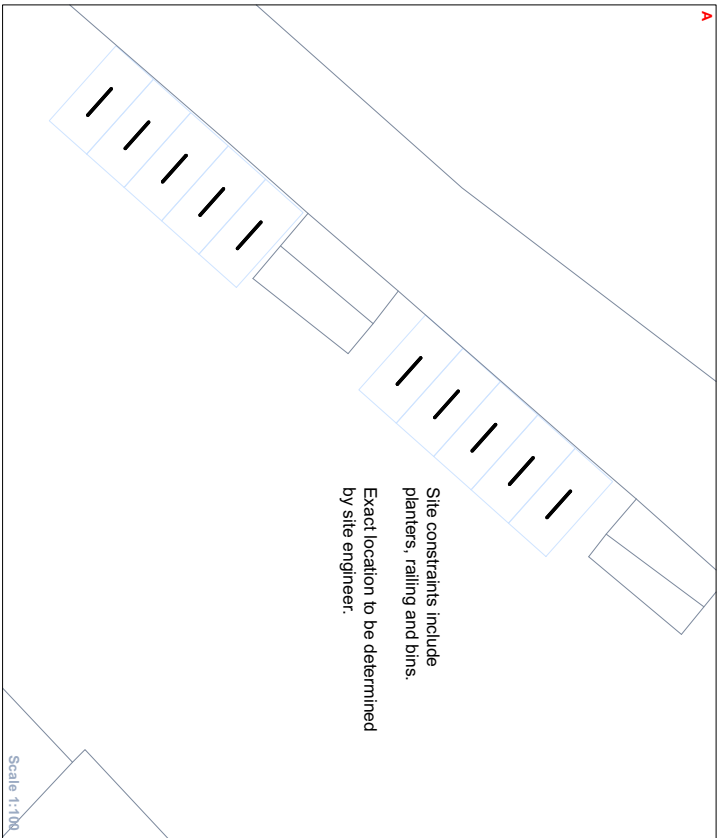 A
Site constraints include
planters, railing and bins.
Exact location to be determined
by site engineer.
Scale 1:100